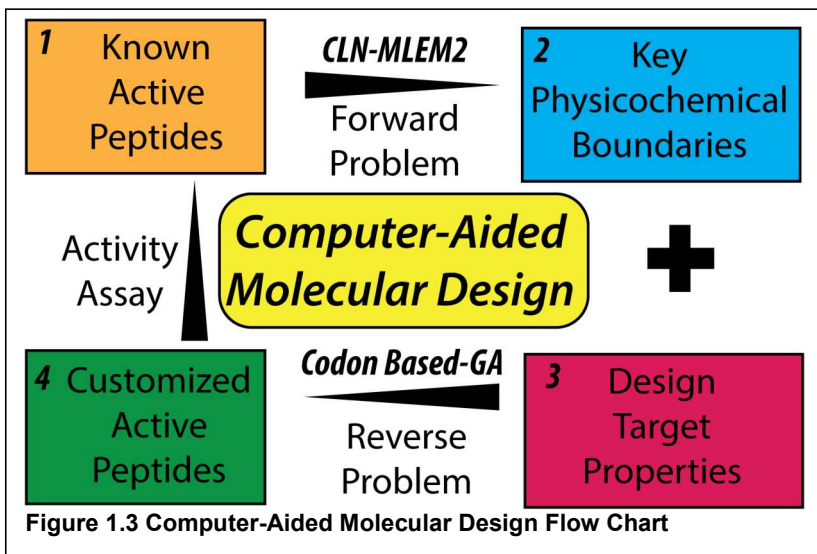 1 Known
Active
Peptides
CLN-MLEM2
Forward
Problem
2 Key
Physicochemical
Boundaries
Activity
Assay
Computer-Aided
Molecular Design
4 Customized
Active
Peptides
Codon Based-GA
Reverse
Problem
3 Design
Target
Properties
Figure 1.3 Computer-Aided Molecular Design Flow Chart